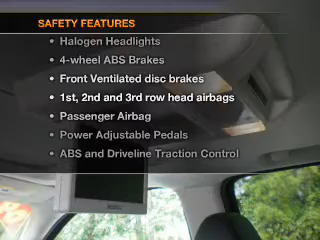 SAFETY FEATURES
• Halogen Headlights
• 4-wheel ABS Brakes
• Front Ventilated disc brakes
• 1st, 2nd and 3rd row head airbags
• Passenger Airbag
• Power Adjustable Pedals
• ABS and Driveline Traction Control